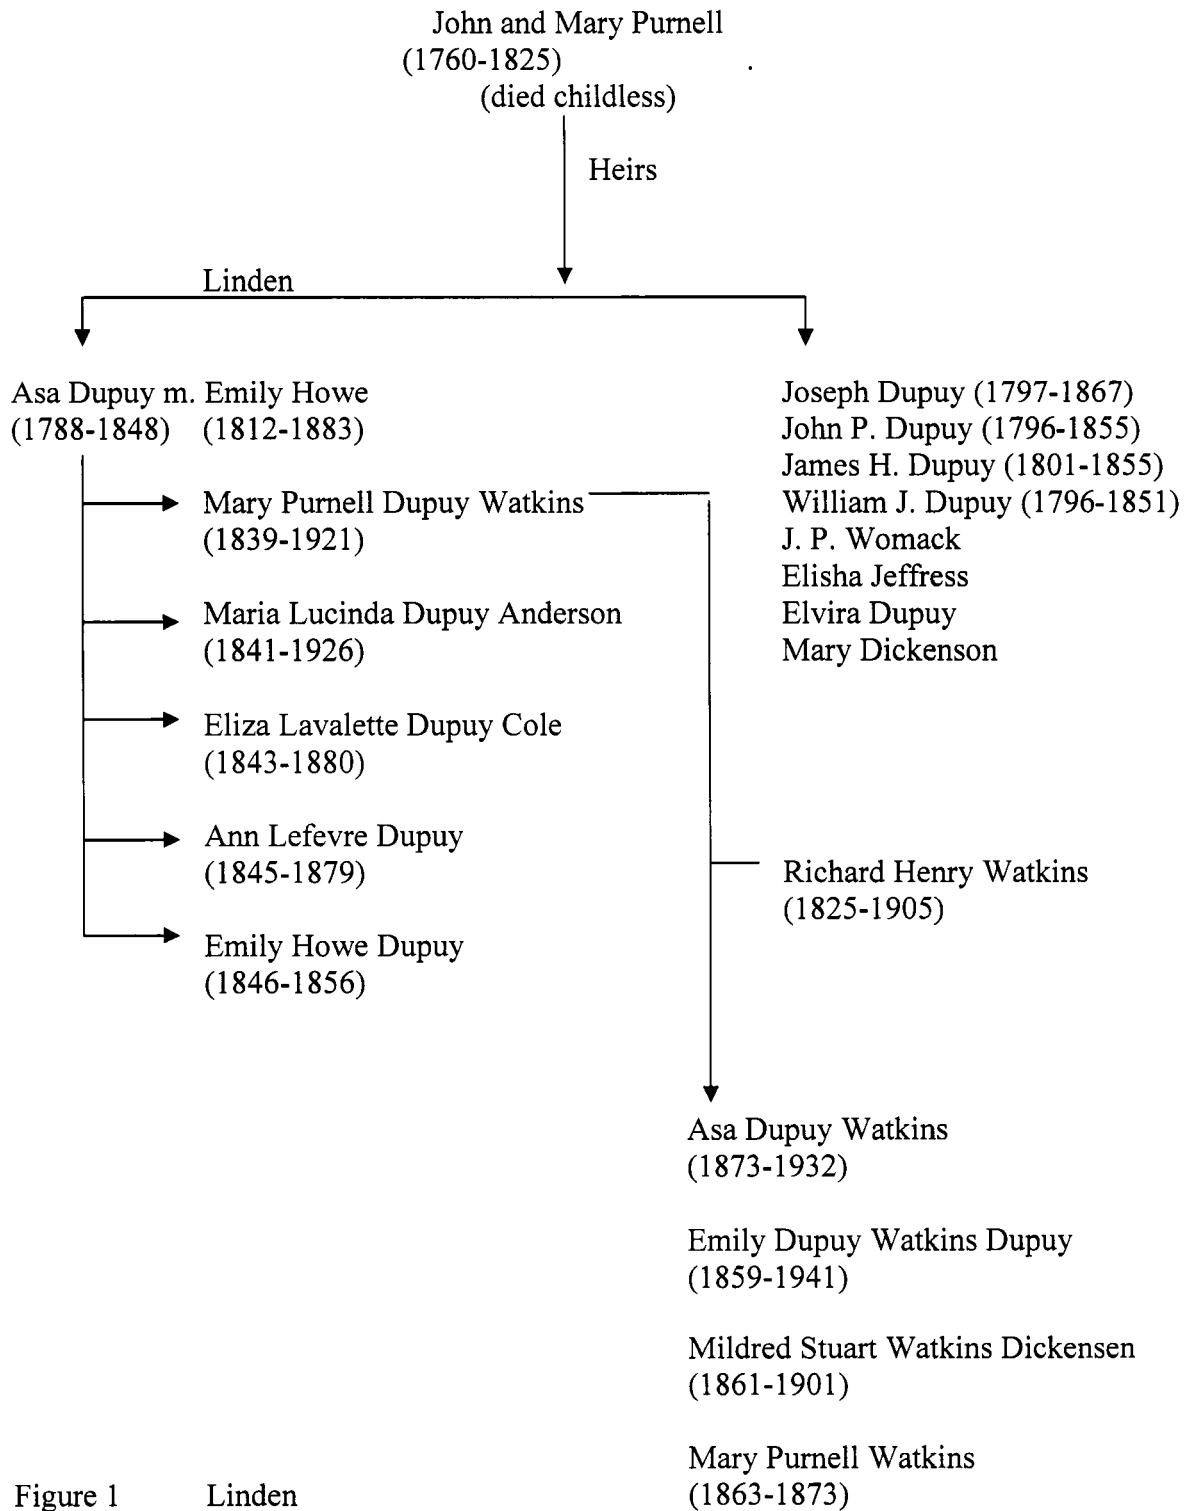 John and Mary Purnell
(1760-1825)
(died childless)
Heirs
Linden
Asa Dupuy m. Emily Howe
(1788-1848) (1812-1883)
Mary Purnell Dupuy Watkins
(1839-1921)
Maria Lucinda Dupuy Anderson
(1841-1926)
Eliza Lavalette Dupuy Cole
(1843-1880)
Ann Lefevre Dupuy
(1845-1879)
Emily Howe Dupuy
(1846-1856)
Joseph Dupuy (1797-1867)
John P. Dupuy (1796-1855)
James H. Dupuy (1801-1855)
William J. Dupuy (1796-1851)
J. P. Womack
Elisha Jeffress
Elvira Dupuy
Mary Dickenson
Richard Henry Watkins
(1825-1905)
Asa Dupuy Watkins
(1873-1932)
Emily Dupuy Watkins Dupuy
(1859-1941)
Mildred Stuart Watkins Dickensen
(1861-1901)
Mary Purnell Watkins
(1863-1873)
Figure 1 Linden